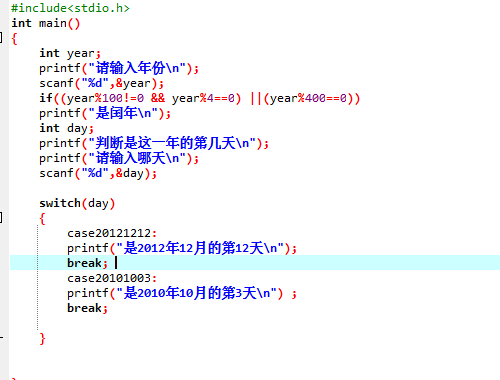 #include<stdio.h>
int main()
{
int year;
printf("请输入年份\n");
scanf("%d",&year);
if((year%100!=0 && year%4==0) ||(year%400==0))
printf("是闰年\n");
int day;
printf("判断是这一年的第几天\n");
printf("请输入哪天\n");
scanf("%d",&day);
switch(day)
{
case20121212:
printf("是2012年12月的第12天\n");
break;
case20101003:
printf("是2010年10月的第3天\n") ;
break;
}
}